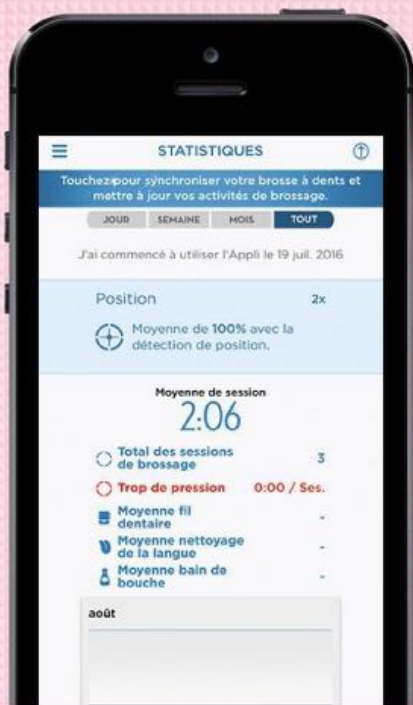 STATISTIQUES
Touchez pour synchroniser votre brosse à dents et
mettre à jour vos activités de brossage.
JOUR SEMAINE MOIS TOUT
J'ai commencé à utiliser l'Appli le 19 juil. 2016
Position 2x
Moyenne de 100% avec la
détection de position.
Moyenne de session
2:06
Total des sessions
de brossage 3
Trop de pression 0:00 / Ses.
Moyenne fil
dentaire -
Moyenne nettoyage
de la langue -
Moyenne bain de
bouche -
août